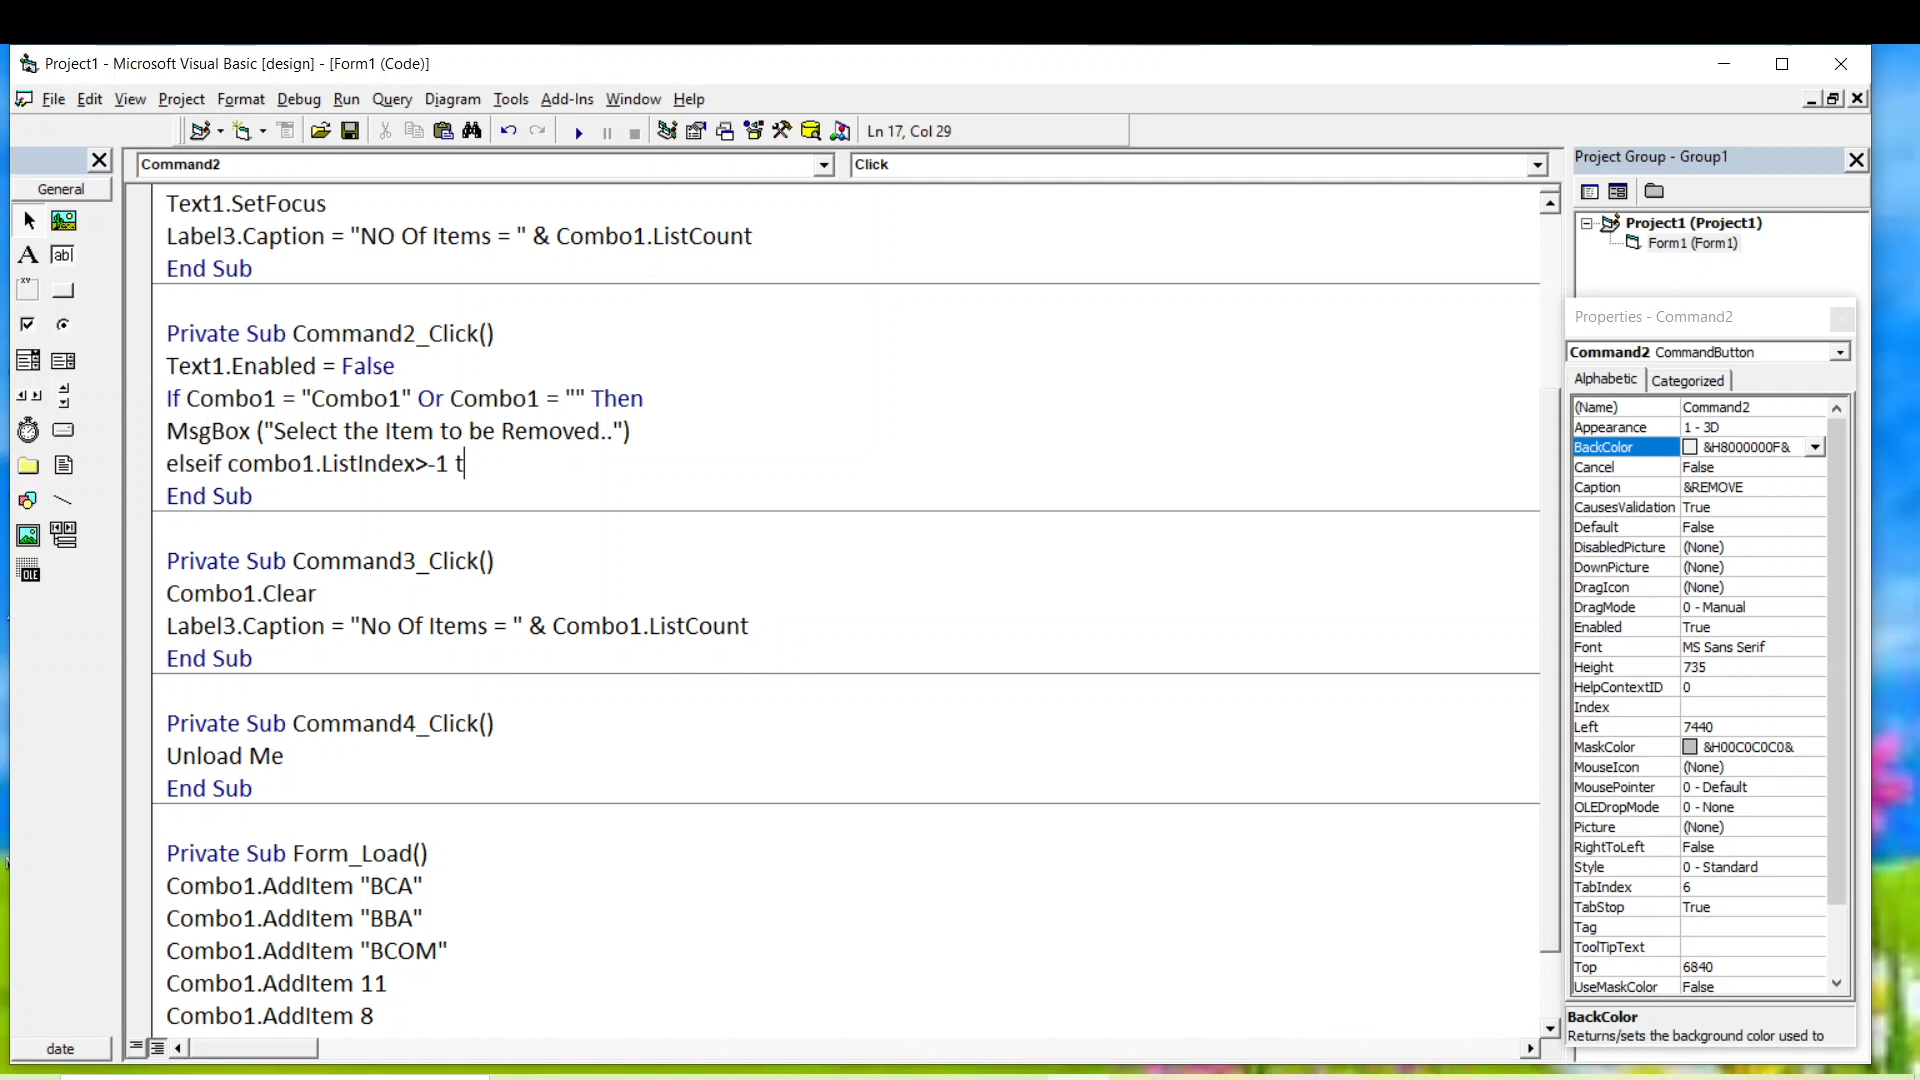 Project1 - Microsoft Visual Basic [design] - [Form1 (Code)]
File Edit View Project Format Debug Run Query Diagram Tools Add-Ins Window Help
Ln 17, Col 29
General
date
Command2
Click
Text1.SetFocus
Label3.Caption = "NO Of Items = " & Combo1.ListCount
End Sub
Private Sub Command2_Click()
Text1.Enabled = False
If Combo1 = "Combo1" Or Combo1 = "" Then
MsgBox ("Select the Item to be Removed..")
elseif combo1.ListIndex>-1 t
End Sub
Private Sub Command3_Click()
Combo1.Clear
Label3.Caption = "No Of Items = " & Combo1.ListCount
End Sub
Private Sub Command4_Click()
Unload Me
End Sub
Private Sub Form_Load()
Combo1.AddItem "BCA"
Combo1.AddItem "BBA"
Combo1.AddItem "BCOM"
Combo1.AddItem 11
Combo1.AddItem 8
Project Group - Group1
Project1 (Project1)
Form1 (Form1)
Properties - Command2
Command2 CommandButton
Alphabetic Categorized
(Name) Command2
Appearance 1 - 3D
BackColor &H8000000F&
Cancel False
Caption &REMOVE
CausesValidation True
Default False
DisabledPicture (None)
DownPicture (None)
DragIcon (None)
DragMode 0 - Manual
Enabled True
Font MS Sans Serif
Height 735
HelpContextID 0
Index
Left 7440
MaskColor &H00C0C0C0&
MouseIcon (None)
MousePointer 0 - Default
OLEDropMode 0 - None
Picture (None)
RightToLeft False
Style 0 - Standard
TabIndex 6
TabStop True
Tag
ToolTipText
Top 6840
UseMaskColor False
BackColor
Returns/sets the background color used to